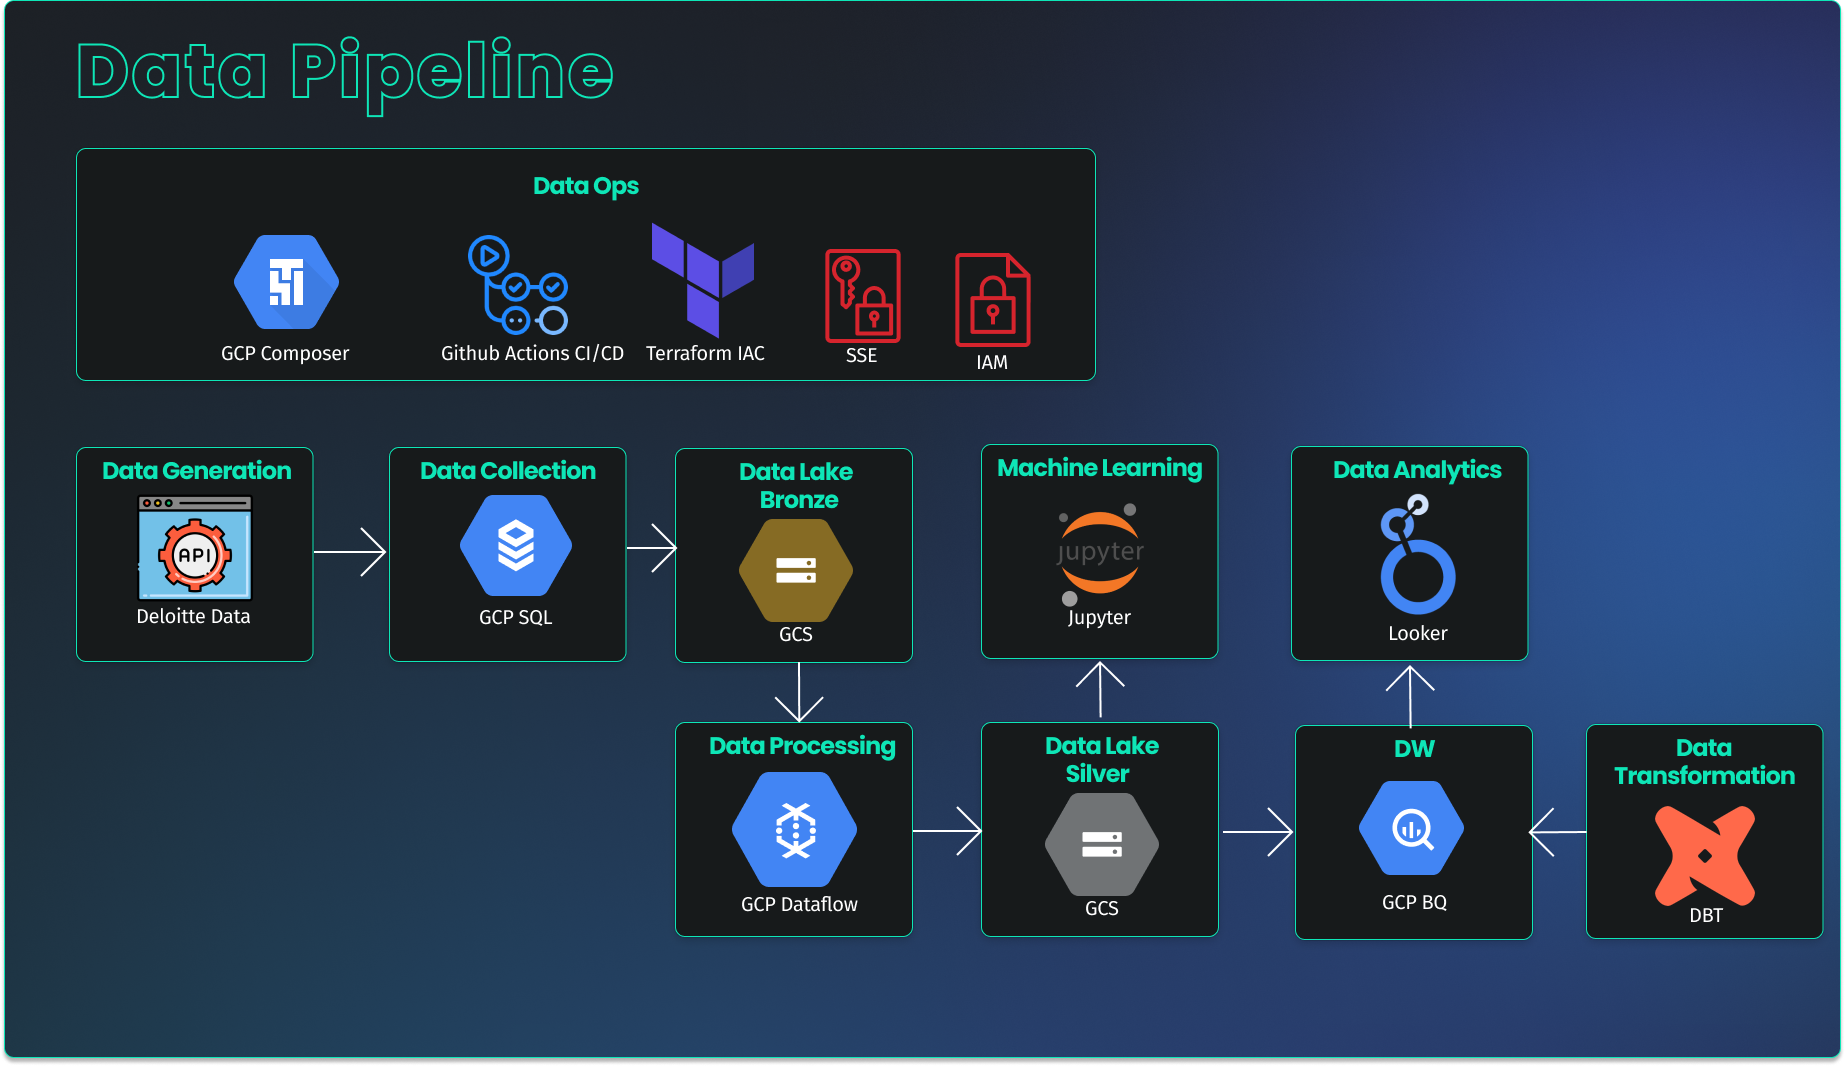 Data Pipeline
Data Ops
GCP Composer
Github Actions CI/CD
Terraform IAC
SSE
IAM
Data Generation
API
Deloitte Data
Data Collection
GCP SQL
Data Lake
Bronze
GCS
Machine Learning
jupyter
Jupyter
Data Analytics
Looker
Data Processing
GCP Dataflow
Data Lake
Silver
GCS
DW
GCP BQ
Data
Transformation
DBT